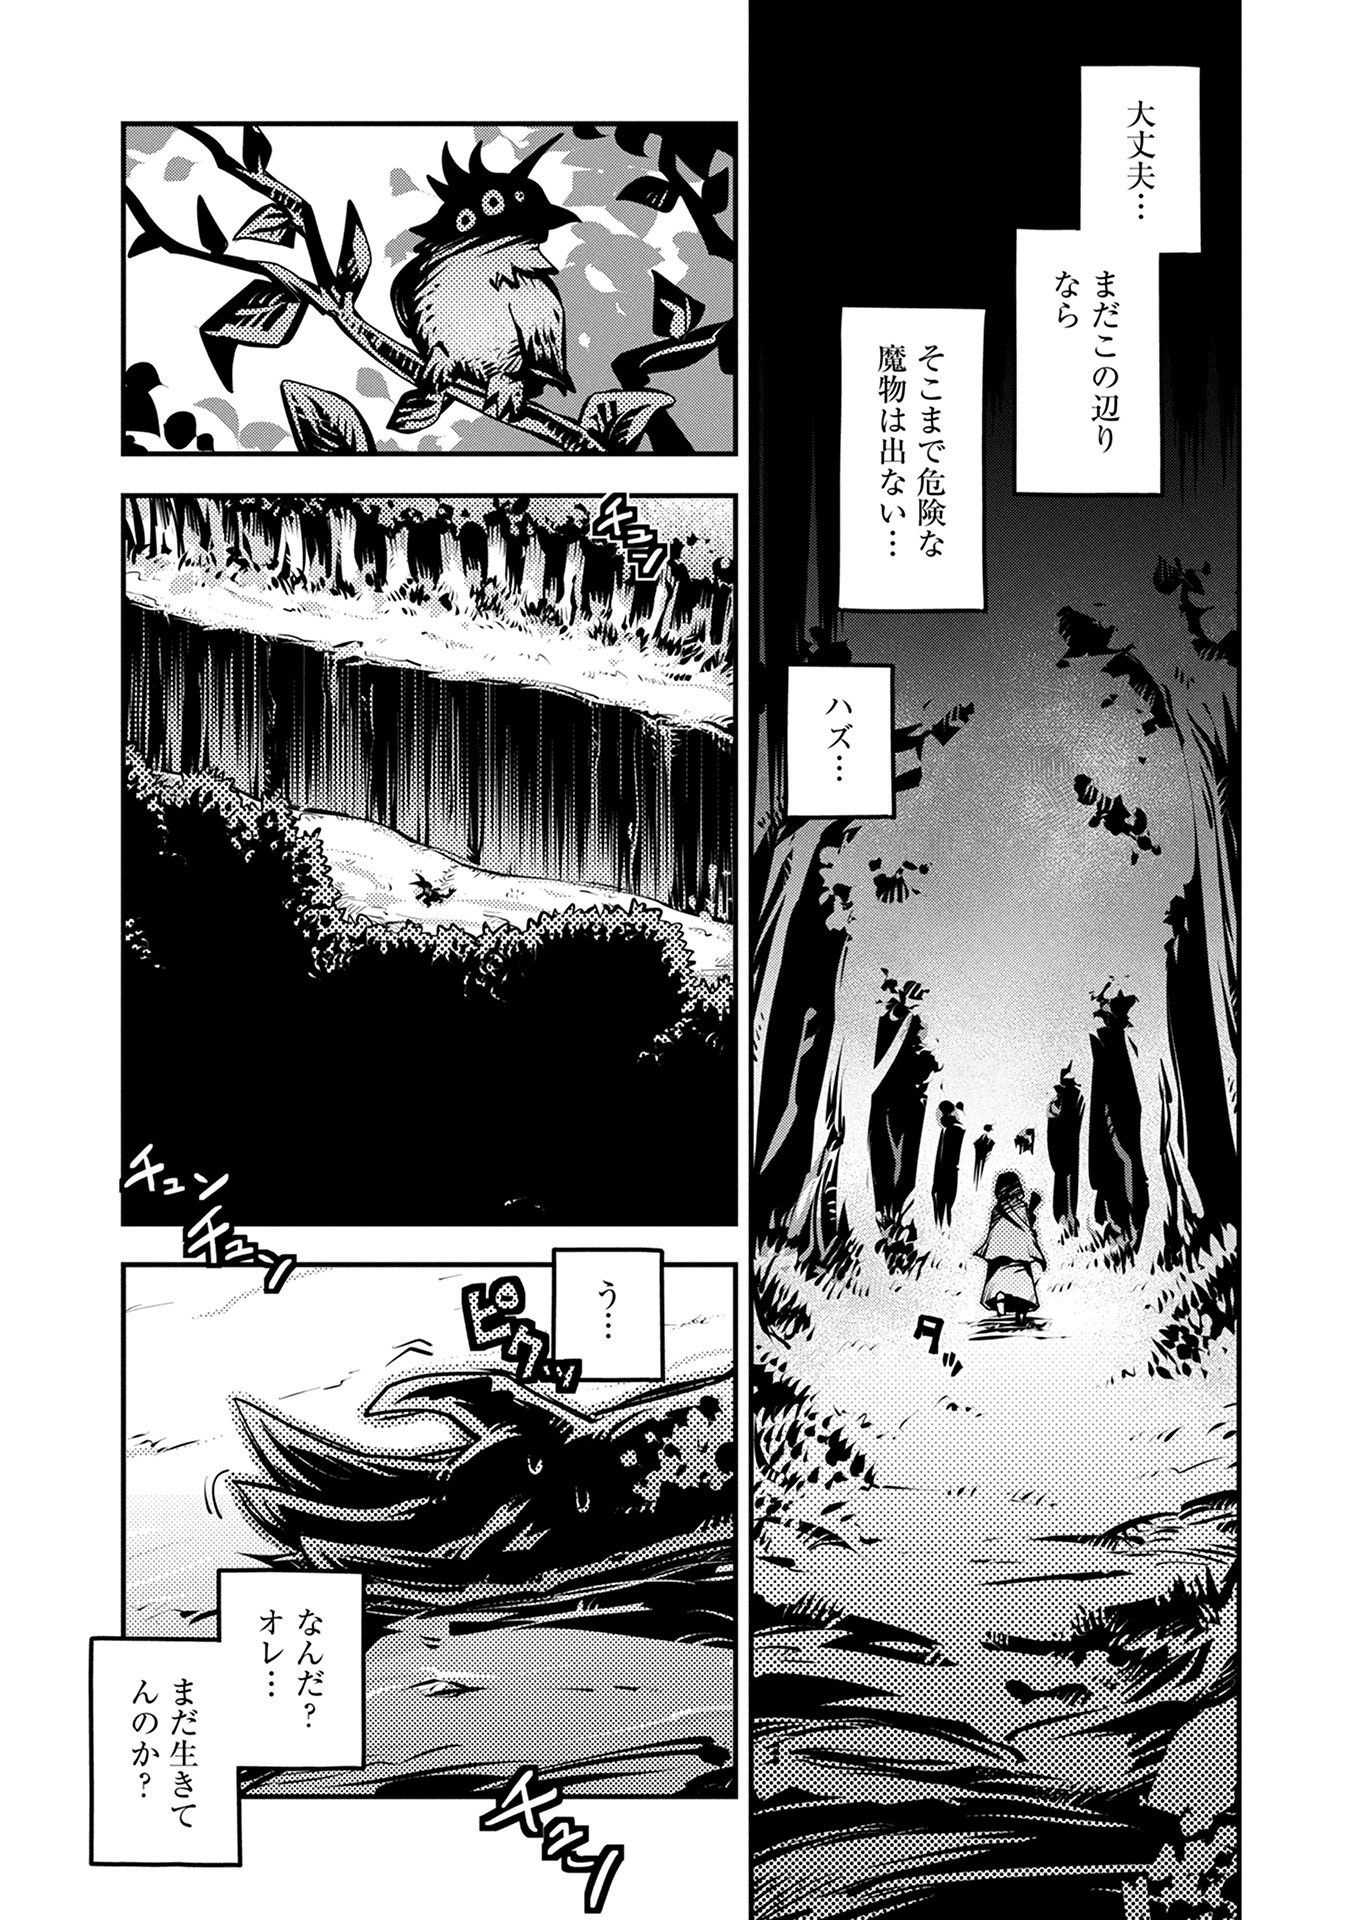 大丈夫…
まだこの辺り
なら
そこまで危険な
魔物は出ない…
ハズ…
タッ
チュン
チュン
チュン
う…
ピクッ
なんだ？
オレ…
まだ生きて
んのか？
チュン